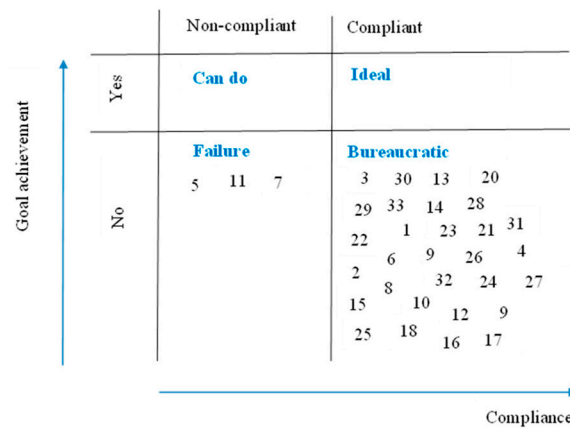 Non-compliant Compliant
Goal achievement
Yes
Can do Ideal
No
Failure Bureaucratic
5 11 7
3 30 13 20
29 33 14 28
22 1 23 21 31
6 9 26 4
2 8 32 24 27
15 10 12 9
25 18 16 17
Compliance